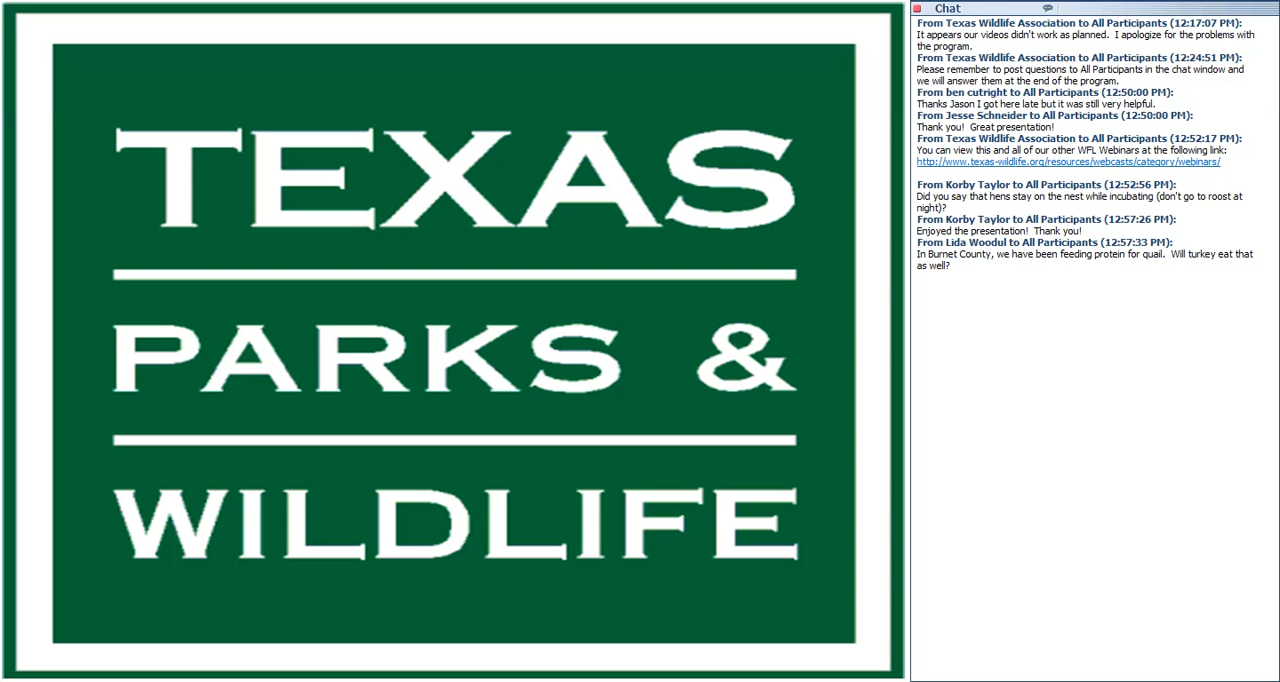 TEXAS
PARKS &
WILDLIFE
Chat
From Texas Wildlife Association to All Participants (12:17:07 PM):
It appears our videos didn't work as planned.  I apologize for the problems with
the program.
From Texas Wildlife Association to All Participants (12:24:51 PM):
Please remember to post questions to All Participants in the chat window and
we will answer them at the end of the program.
From ben cutright to All Participants (12:50:00 PM):
Thanks Jason I got here late but it was still very helpful.
From Jesse Schneider to All Participants (12:50:00 PM):
Thank you!  Great presentation!
From Texas Wildlife Association to All Participants (12:52:17 PM):
You can view this and all of our other WFL Webinars at the following link:
http://www.texas-wildlife.org/resources/webcasts/category/webinars/
From Korby Taylor to All Participants (12:52:56 PM):
Did you say that hens stay on the nest while incubating (don't go to roost at
night)?
From Korby Taylor to All Participants (12:57:26 PM):
Enjoyed the presentation!  Thank you!
From Lida Woodul to All Participants (12:57:33 PM):
In Burnet County, we have been feeding protein for quail.  Will turkey eat that
as well?